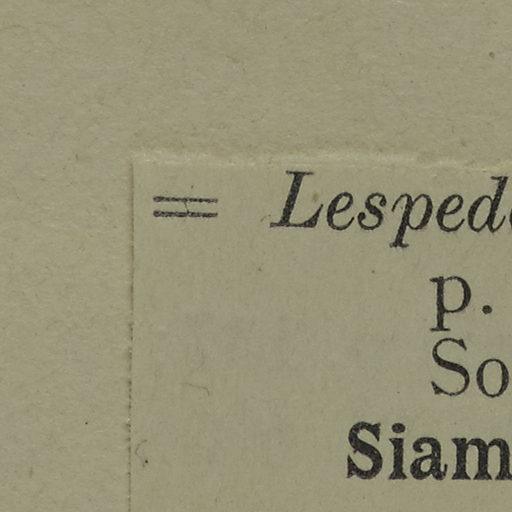 = Lesped
p.
So
Siam